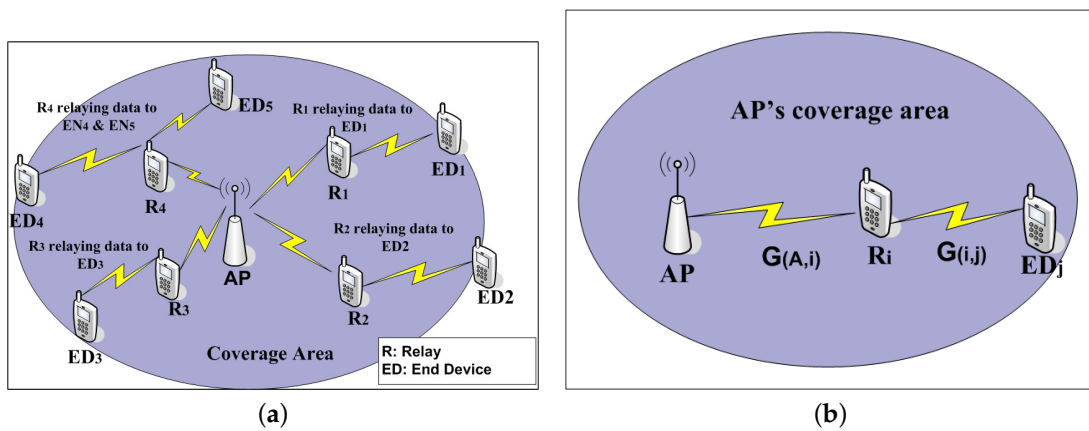 R4 relaying data to
EN4 & EN5
ED5
R1 relaying data to
ED1
ED1
R1
R4
ED4
R3 relaying data to
ED3
R2 relaying data to
ED2
AP
R3
R2
ED2
ED3
Coverage Area
R: Relay
ED: End Device
(a)
AP's coverage area
AP
G(A,i)
Ri
G(i,j)
EDj
(b)